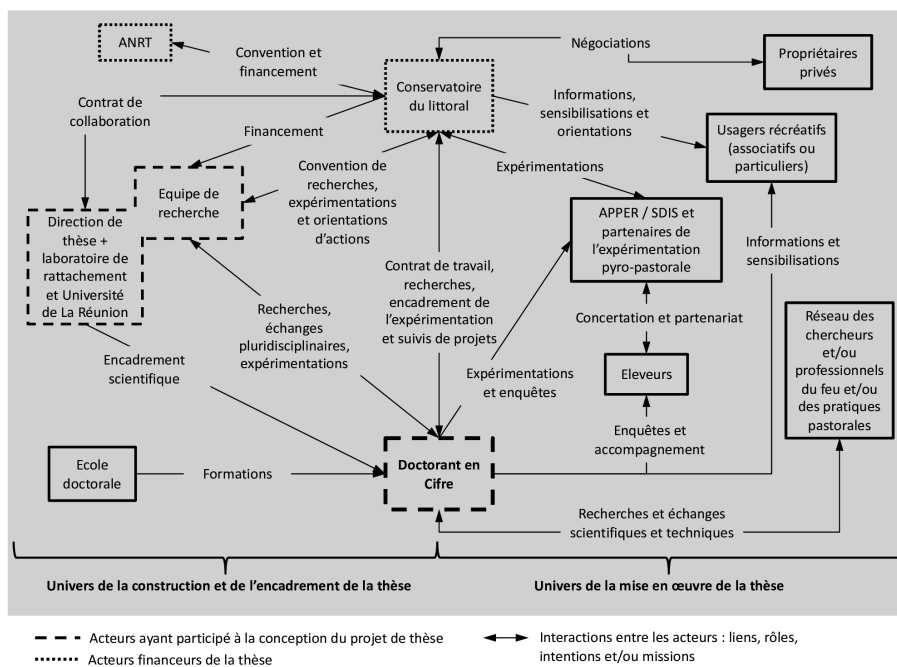 ANRT
Convention et
financement
Négociations
Propriétaires
privés
Conservatoire
du littoral
Contrat de
collaboration
Informations,
sensibilisations et
orientations
Usagers récréatifs
(associatifs ou
particuliers)
Financement
Equipe de
recherche
Convention de
recherches,
expérimentations
et orientations
d’actions
Expérimentations
Direction de
thèse +
laboratoire de
rattachement
et Université
de La Réunion
APPER / SDIS et
partenaires de
l’expérimentation
pyro-pastorale
Informations et
sensibilisations
Contrat de travail,
recherches,
encadrement de
l’expérimentation
et suivis de projets
Recherches,
échanges
pluridisciplinaires,
expérimentations
Concertation et partenariat
Réseau des
chercheurs
et/ou
professionnels
du feu et/ou
des pratiques
pastorales
Encadrement
scientifique
Expérimentations
et enquêtes
Eleveurs
Enquêtes et
accompagnement
Ecole
doctorale
Formations
Doctorant en
Cifre
Recherches et échanges
scientifiques et techniques
Univers de la construction et de l’encadrement de la thèse
Univers de la mise en œuvre de la thèse
Acteurs ayant participé à la conception du projet de thèse
Acteurs financeurs de la thèse
Interactions entre les acteurs : liens, rôles,
intentions et/ou missions